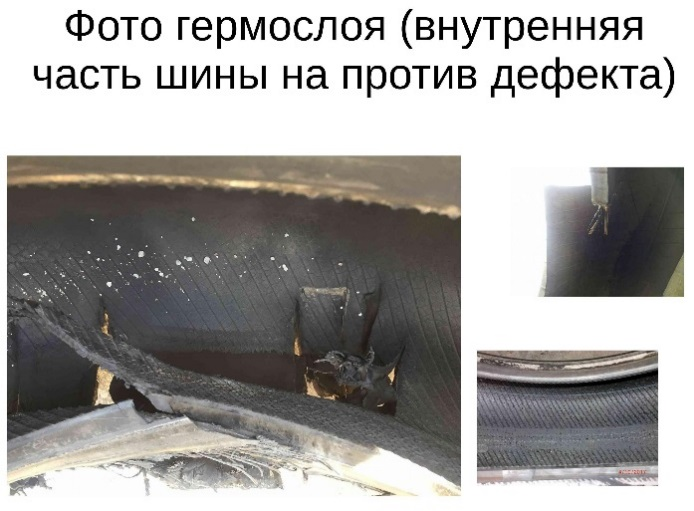 Фото гермослоя (внутренняя
часть шины на против дефекта)